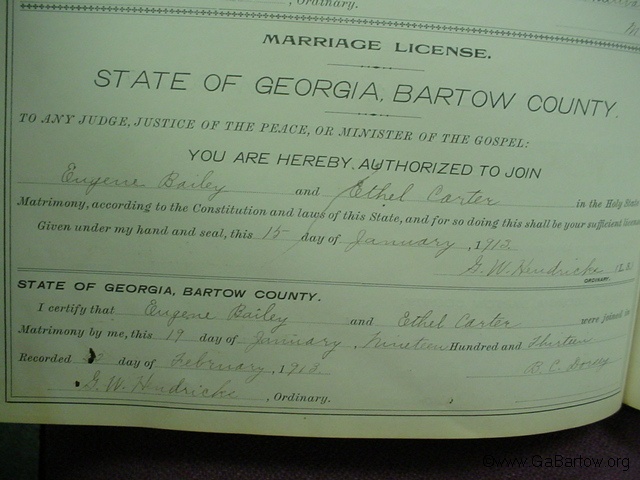 , Ordinary.
MARRIAGE LICENSE.
STATE OF GEORGIA, BARTOW COUNTY.
TO ANY JUDGE, JUSTICE OF THE PEACE, OR MINISTER OF THE GOSPEL:
YOU ARE HEREBY AUTHORIZED TO JOIN
Eugene Bailey and Ethel Carter in the Holy State
Matrimony, according to the Constitution and laws of this State, and for so doing this shall be your sufficient
Given under my hand and seal, this 15 day of January, 1913
G. W. Hendricks (L. S.)
ORDINARY.
STATE OF GEORGIA, BARTOW COUNTY.
I certify that Eugene Bailey and Ethel Carter were joined in
Matrimony by me, this 19 day of January, Nineteen Hundred and Thirteen
Recorded day of February, 1913 B. C.
G. W. Hendricks, Ordinary.
©www.GaBartow.org